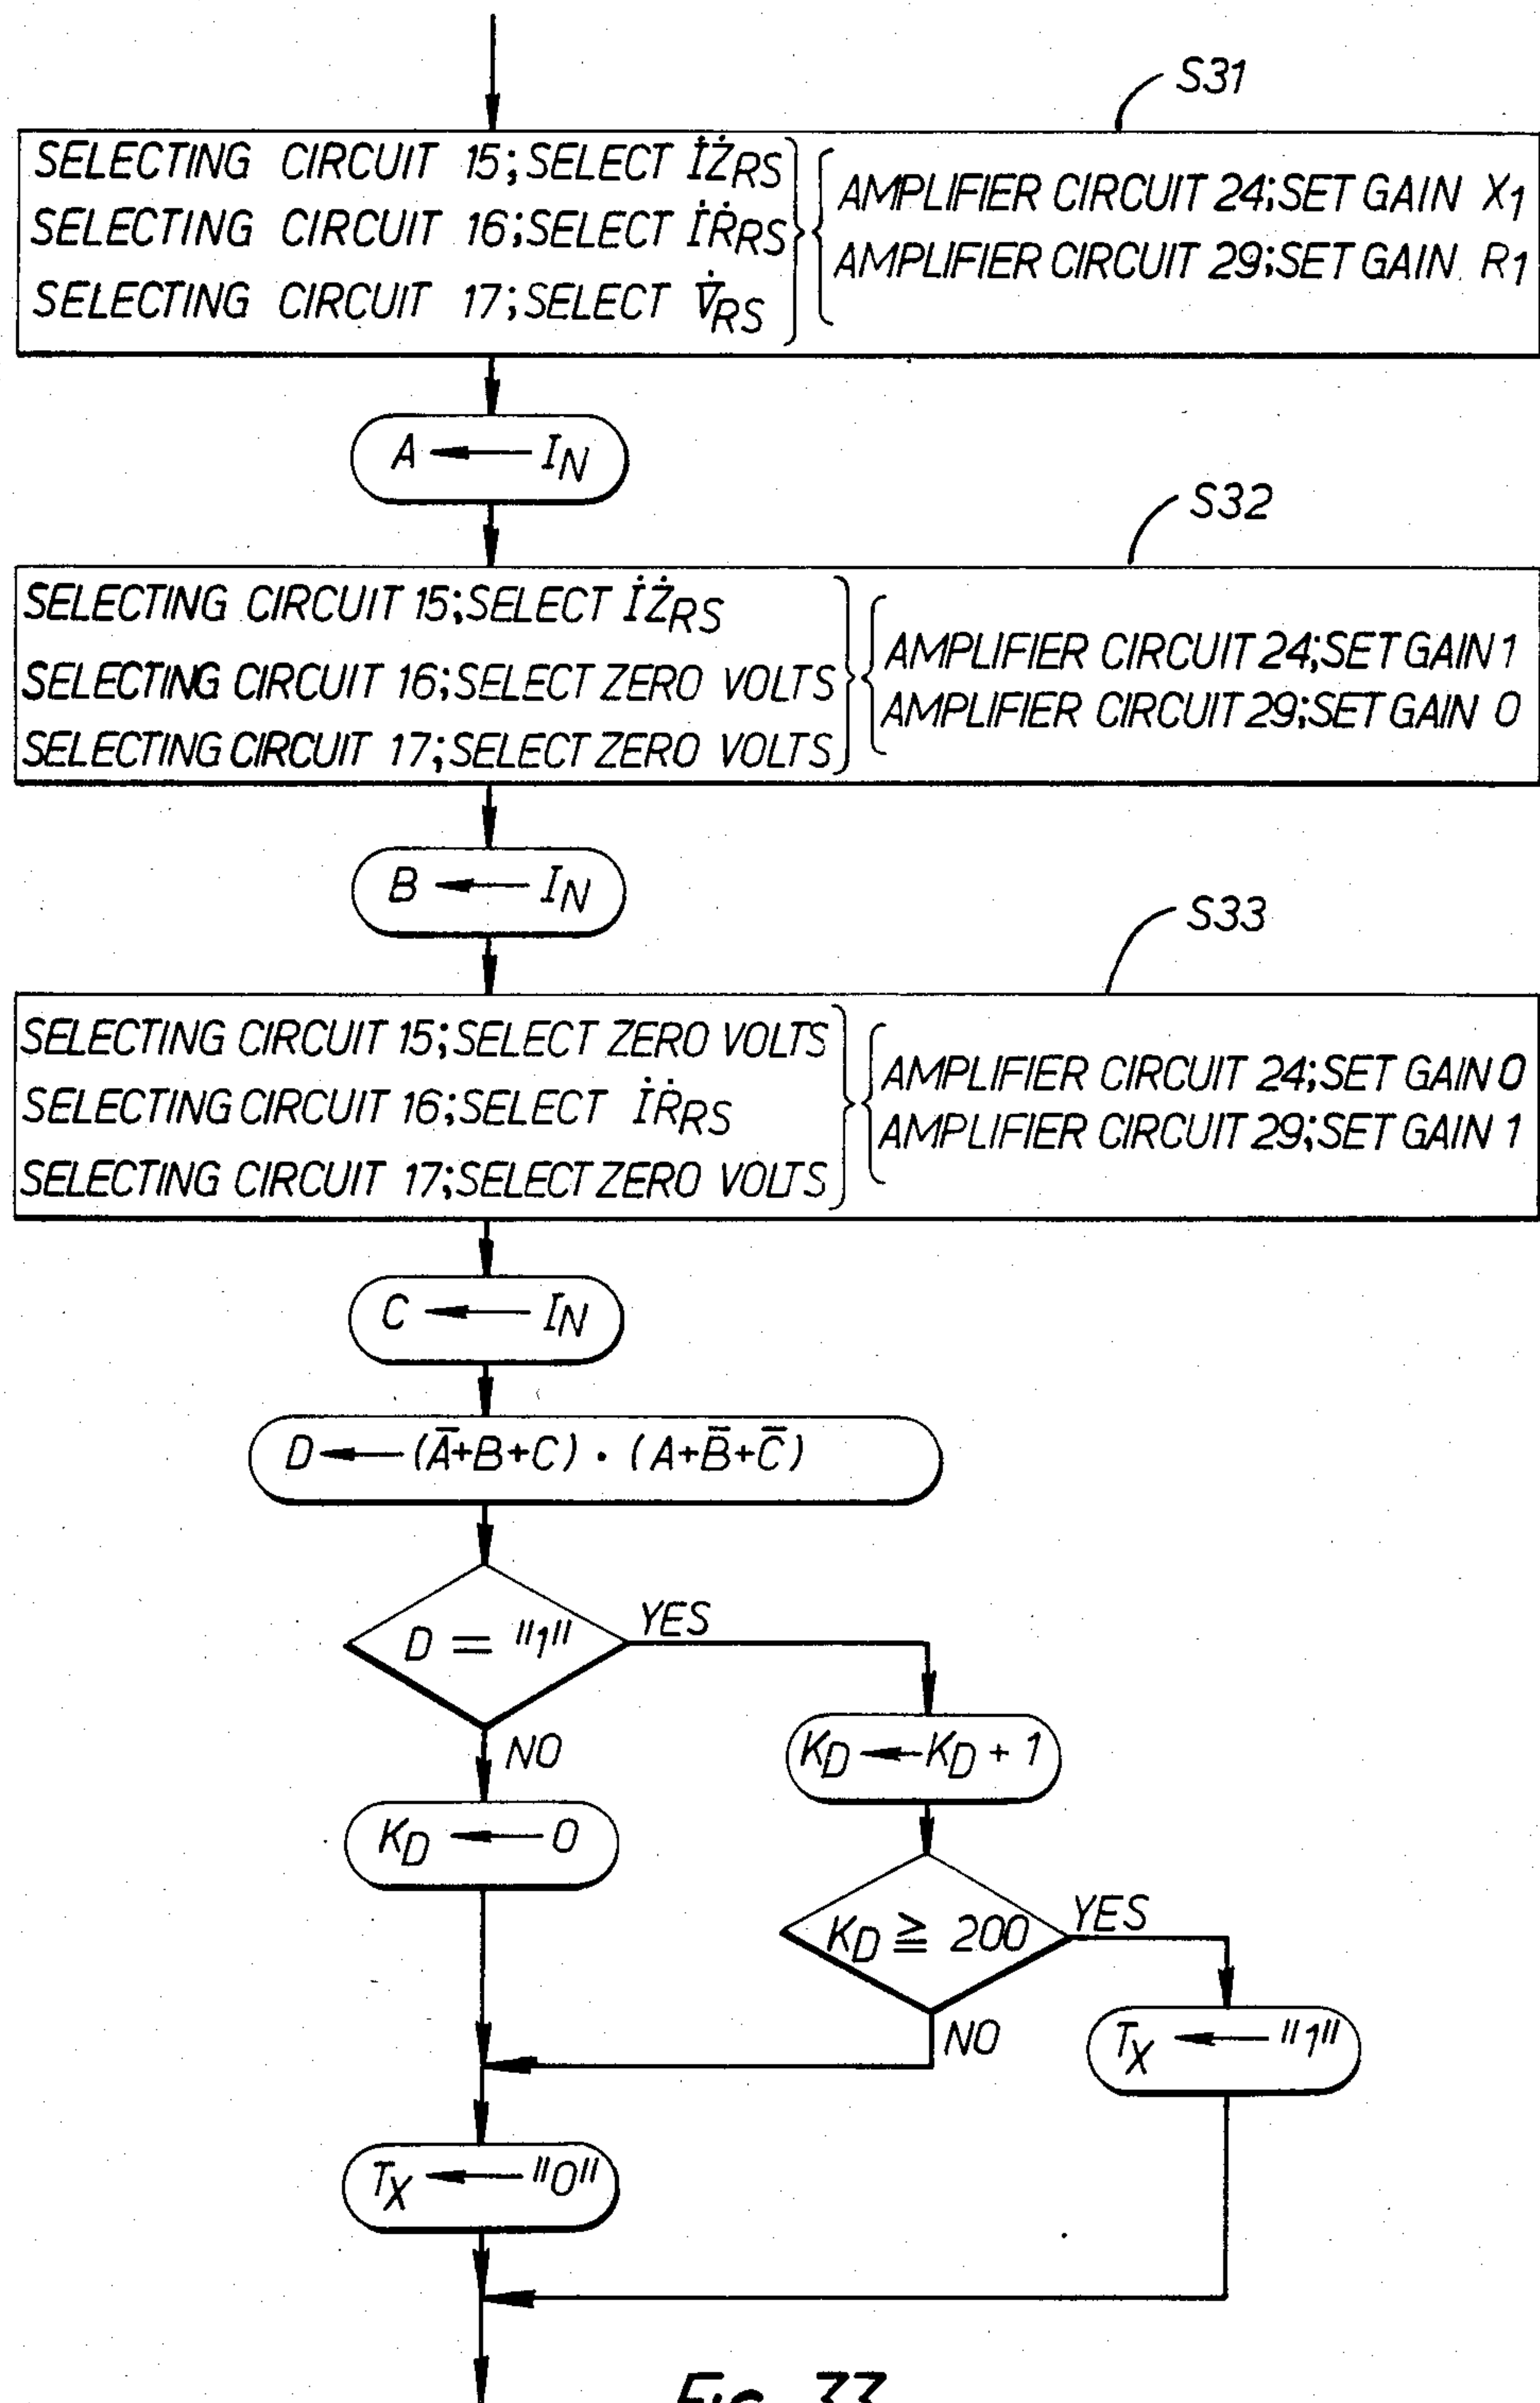 S31
SELECTING CIRCUIT 15;SELECT İŻRS
SELECTING CIRCUIT 16;SELECT İṘRS
SELECTING CIRCUIT 17;SELECT V̇RS
AMPLIFIER CIRCUIT 24;SET GAIN X1
AMPLIFIER CIRCUIT 29;SET GAIN R1
A ← IN
S32
SELECTING CIRCUIT 15;SELECT İŻRS
SELECTING CIRCUIT 16;SELECT ZERO VOLTS
SELECTING CIRCUIT 17;SELECT ZERO VOLTS
AMPLIFIER CIRCUIT 24;SET GAIN 1
AMPLIFIER CIRCUIT 29;SET GAIN 0
B ← IN
S33
SELECTING CIRCUIT 15;SELECT ZERO VOLTS
SELECTING CIRCUIT 16;SELECT İṘRS
SELECTING CIRCUIT 17;SELECT ZERO VOLTS
AMPLIFIER CIRCUIT 24;SET GAIN 0
AMPLIFIER CIRCUIT 29;SET GAIN 1
C ← IN
D ← (Ā+B+C) · (A+B̄+C̄)
D = "1"
YES
NO
KD ← KD + 1
KD ← 0
KD ≧ 200
YES
NO
TX ← "1"
TX ← "0"
Fig. 33